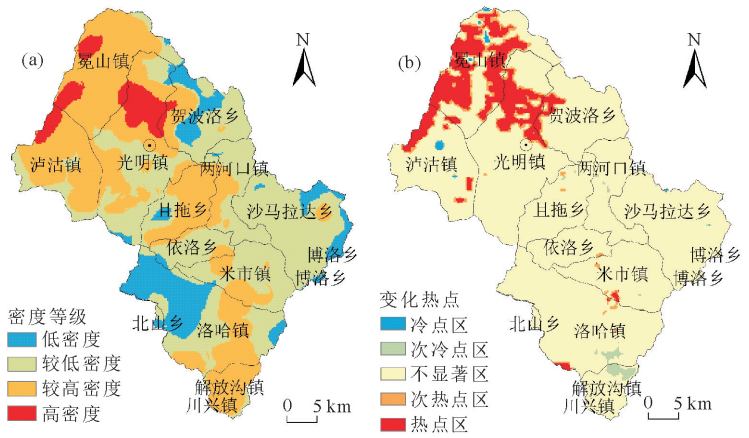 (a)
N
冕山镇
贺波洛乡
泸沽镇
光明镇
两河口镇
且拖乡
沙马拉达乡
依洛乡
博洛乡
米市镇
博洛乡
北山乡
洛哈镇
解放沟镇
川兴镇
密度等级
低密度
较低密度
较高密度
高密度
0 5 km
(b)
N
冕山镇
贺波洛乡
泸沽镇
光明镇
两河口镇
且拖乡
沙马拉达乡
依洛乡
博洛乡
米市镇
博洛乡
北山乡
洛哈镇
解放沟镇
川兴镇
变化热点
冷点区
次冷点区
不显著区
次热点区
热点区
0 5 km